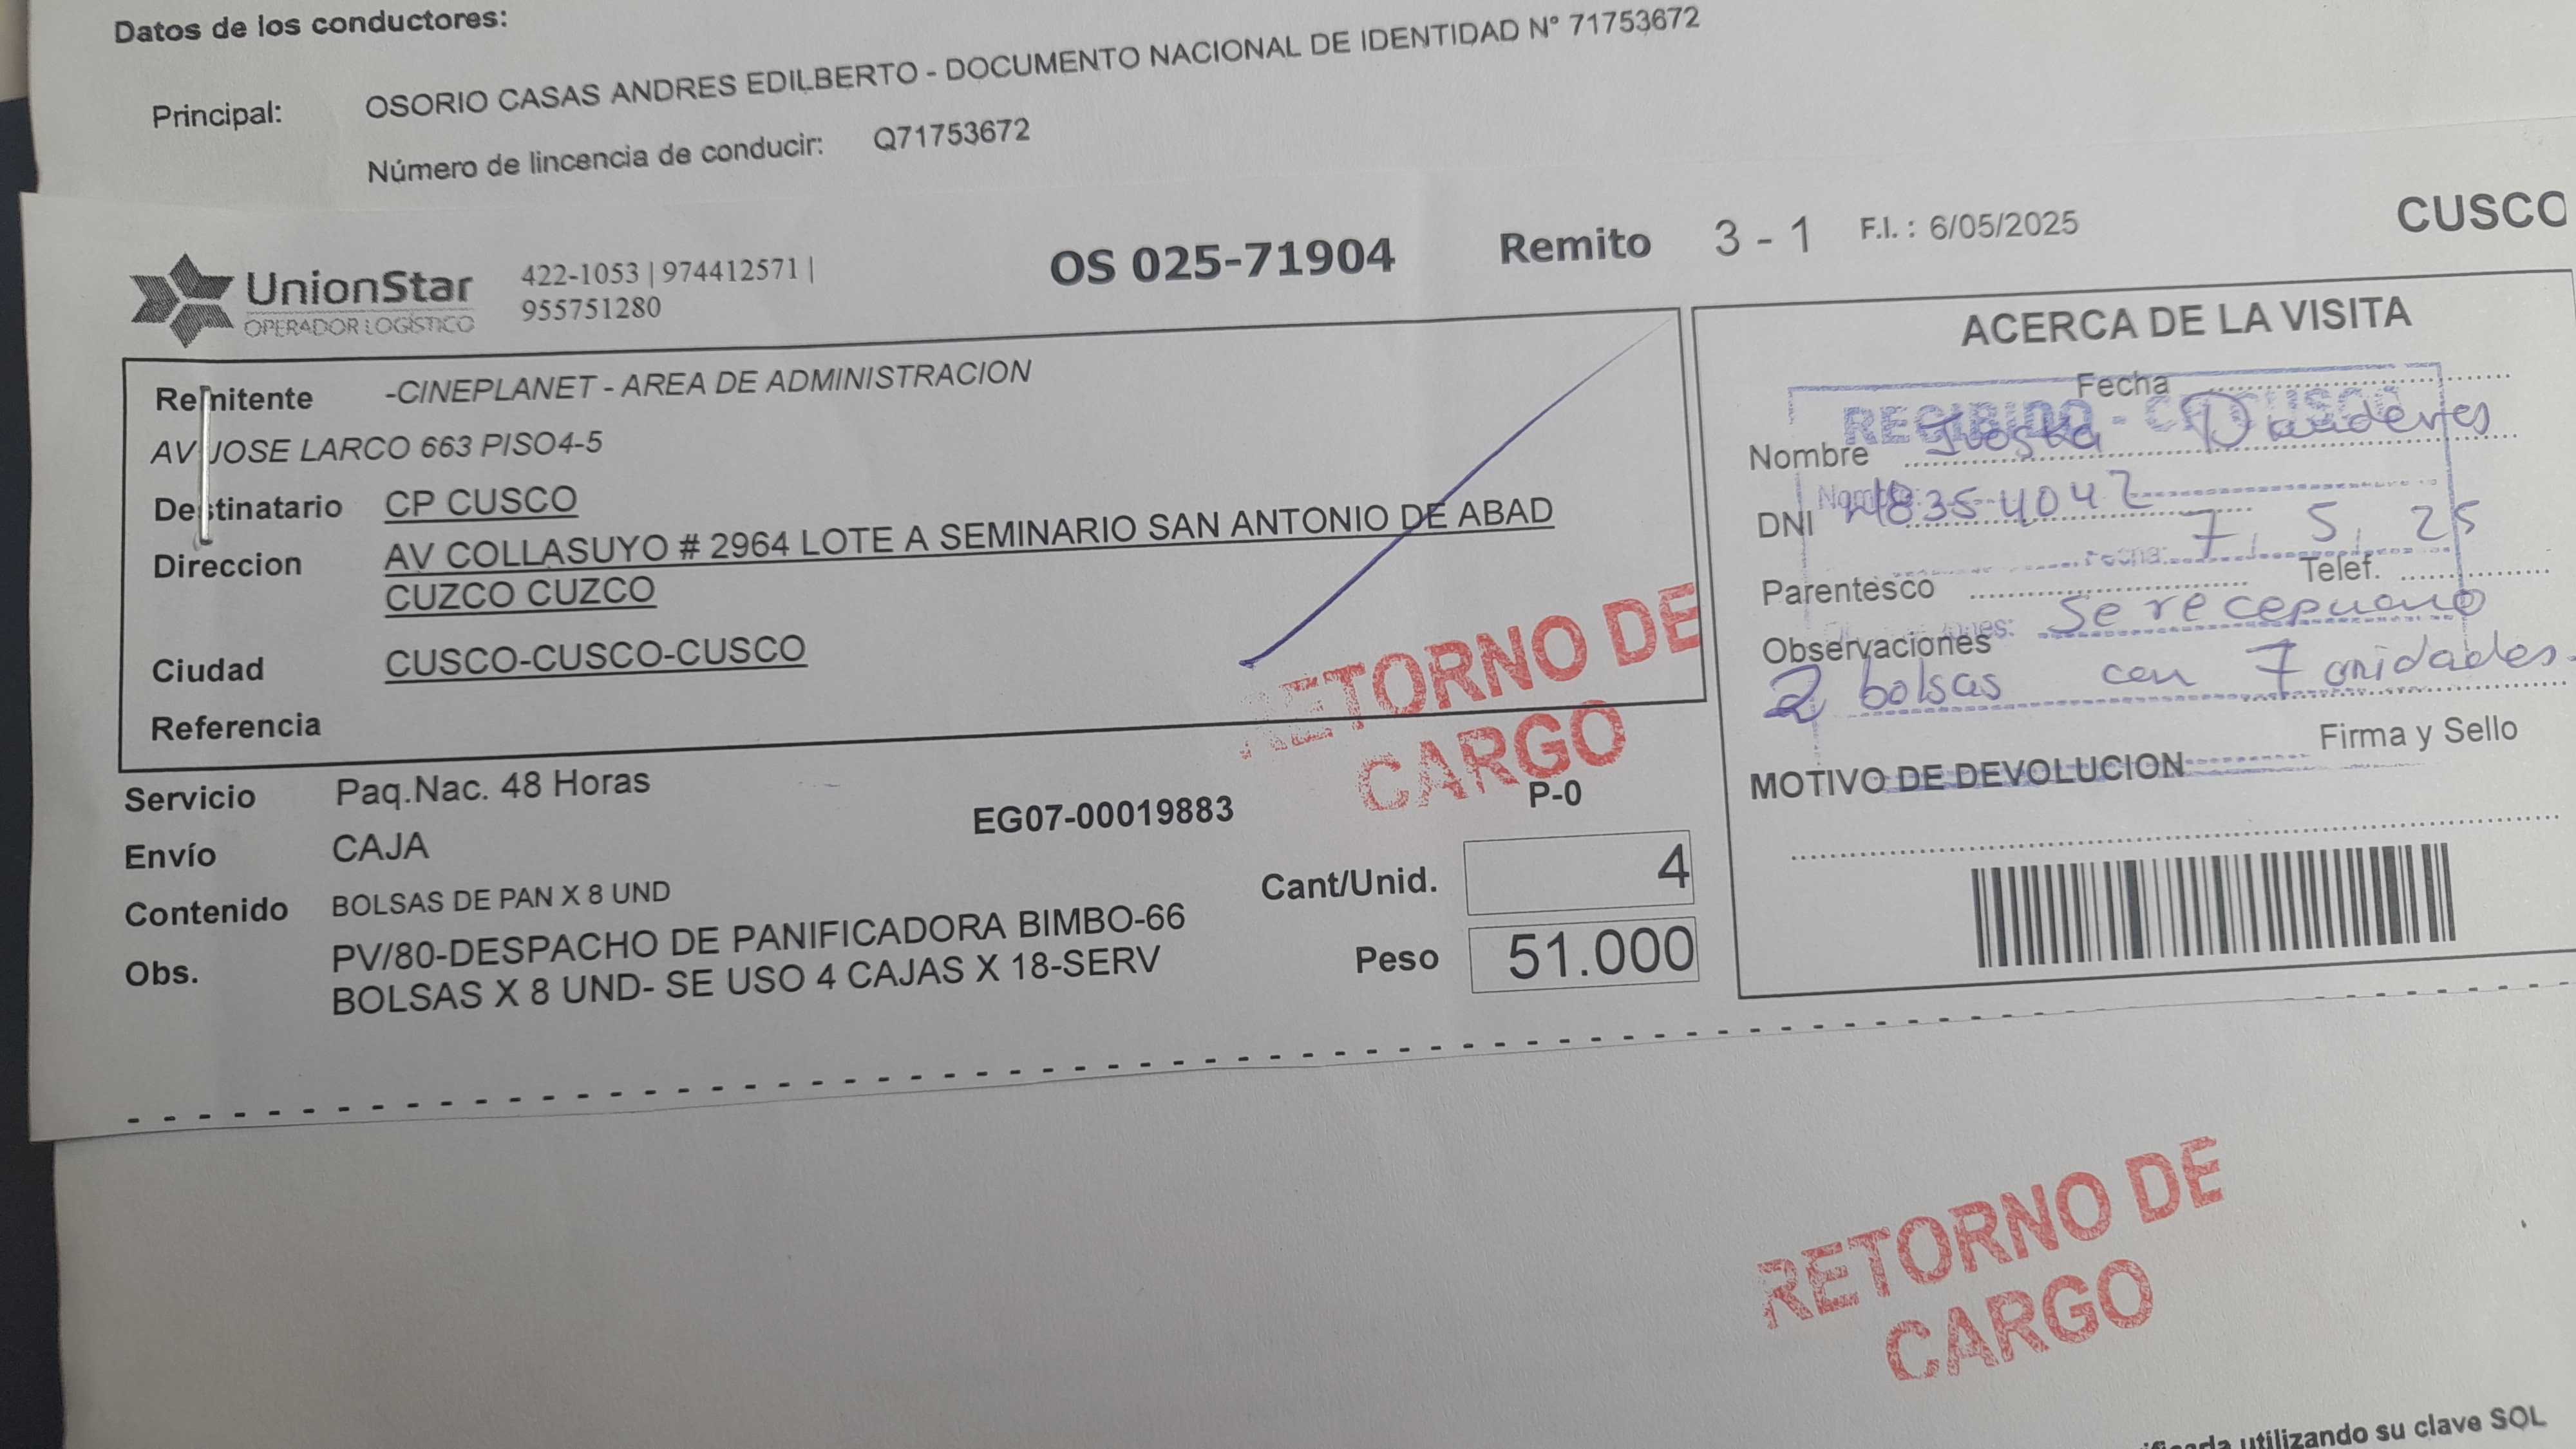 Datos de los conductores:
Principal: OSORIO CASAS ANDRES EDILBERTO - DOCUMENTO NACIONAL DE IDENTIDAD N° 71753672
Número de lincencia de conducir: Q71753672
UnionStar
OPERADOR LOGÍSTICO
422-1053 | 974412571 |
955751280
OS 025-71904
Remito 3 - 1
F.I. : 6/05/2025
CUSCO
Remitente -CINEPLANET - AREA DE ADMINISTRACION
AV JOSE LARCO 663 PISO4-5
Destinatario CP CUSCO
Direccion AV COLLASUYO # 2964 LOTE A SEMINARIO SAN ANTONIO DE ABAD
CUZCO CUZCO
Ciudad CUSCO-CUSCO-CUSCO
Referencia
RETORNO DE
CARGO
Servicio Paq.Nac. 48 Horas
Envío CAJA
EG07-00019883
P-0
Contenido BOLSAS DE PAN X 8 UND
Cant/Unid. 4
Obs. PV/80-DESPACHO DE PANIFICADORA BIMBO-66
BOLSAS X 8 UND- SE USO 4 CAJAS X 18-SERV
Peso 51.000
ACERCA DE LA VISITA
Fecha
RECIBIDO - CP CUSCO
Nombre
DNI 48354042
Fecha: 7 5 25
Parentesco
Telef.
Observaciones Se recepciono
2 bolsas con 7 unidades.
Firma y Sello
MOTIVO DE DEVOLUCION
RETORNO DE
CARGO
utilizando su clave SOL